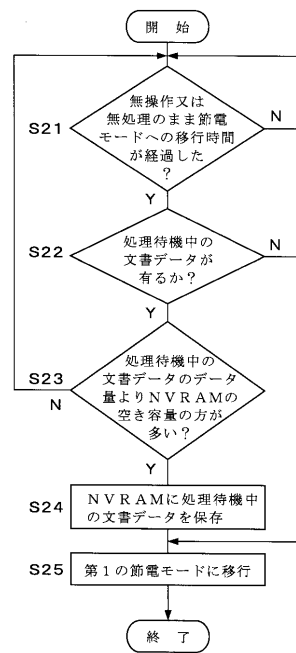 開 始
S21
無操作又は
無処理のまま節電
モードへの移行時間
が経過した
?
N
Y
S22
処理待機中の
文書データが
有るか?
N
Y
S23
処理待機中の
文書データのデータ
量よりNVRAMの
空き容量の方が
多い?
N
Y
S24
NVRAMに処理待機中
の文書データを保存
S25
第1の節電モードに移行
終 了